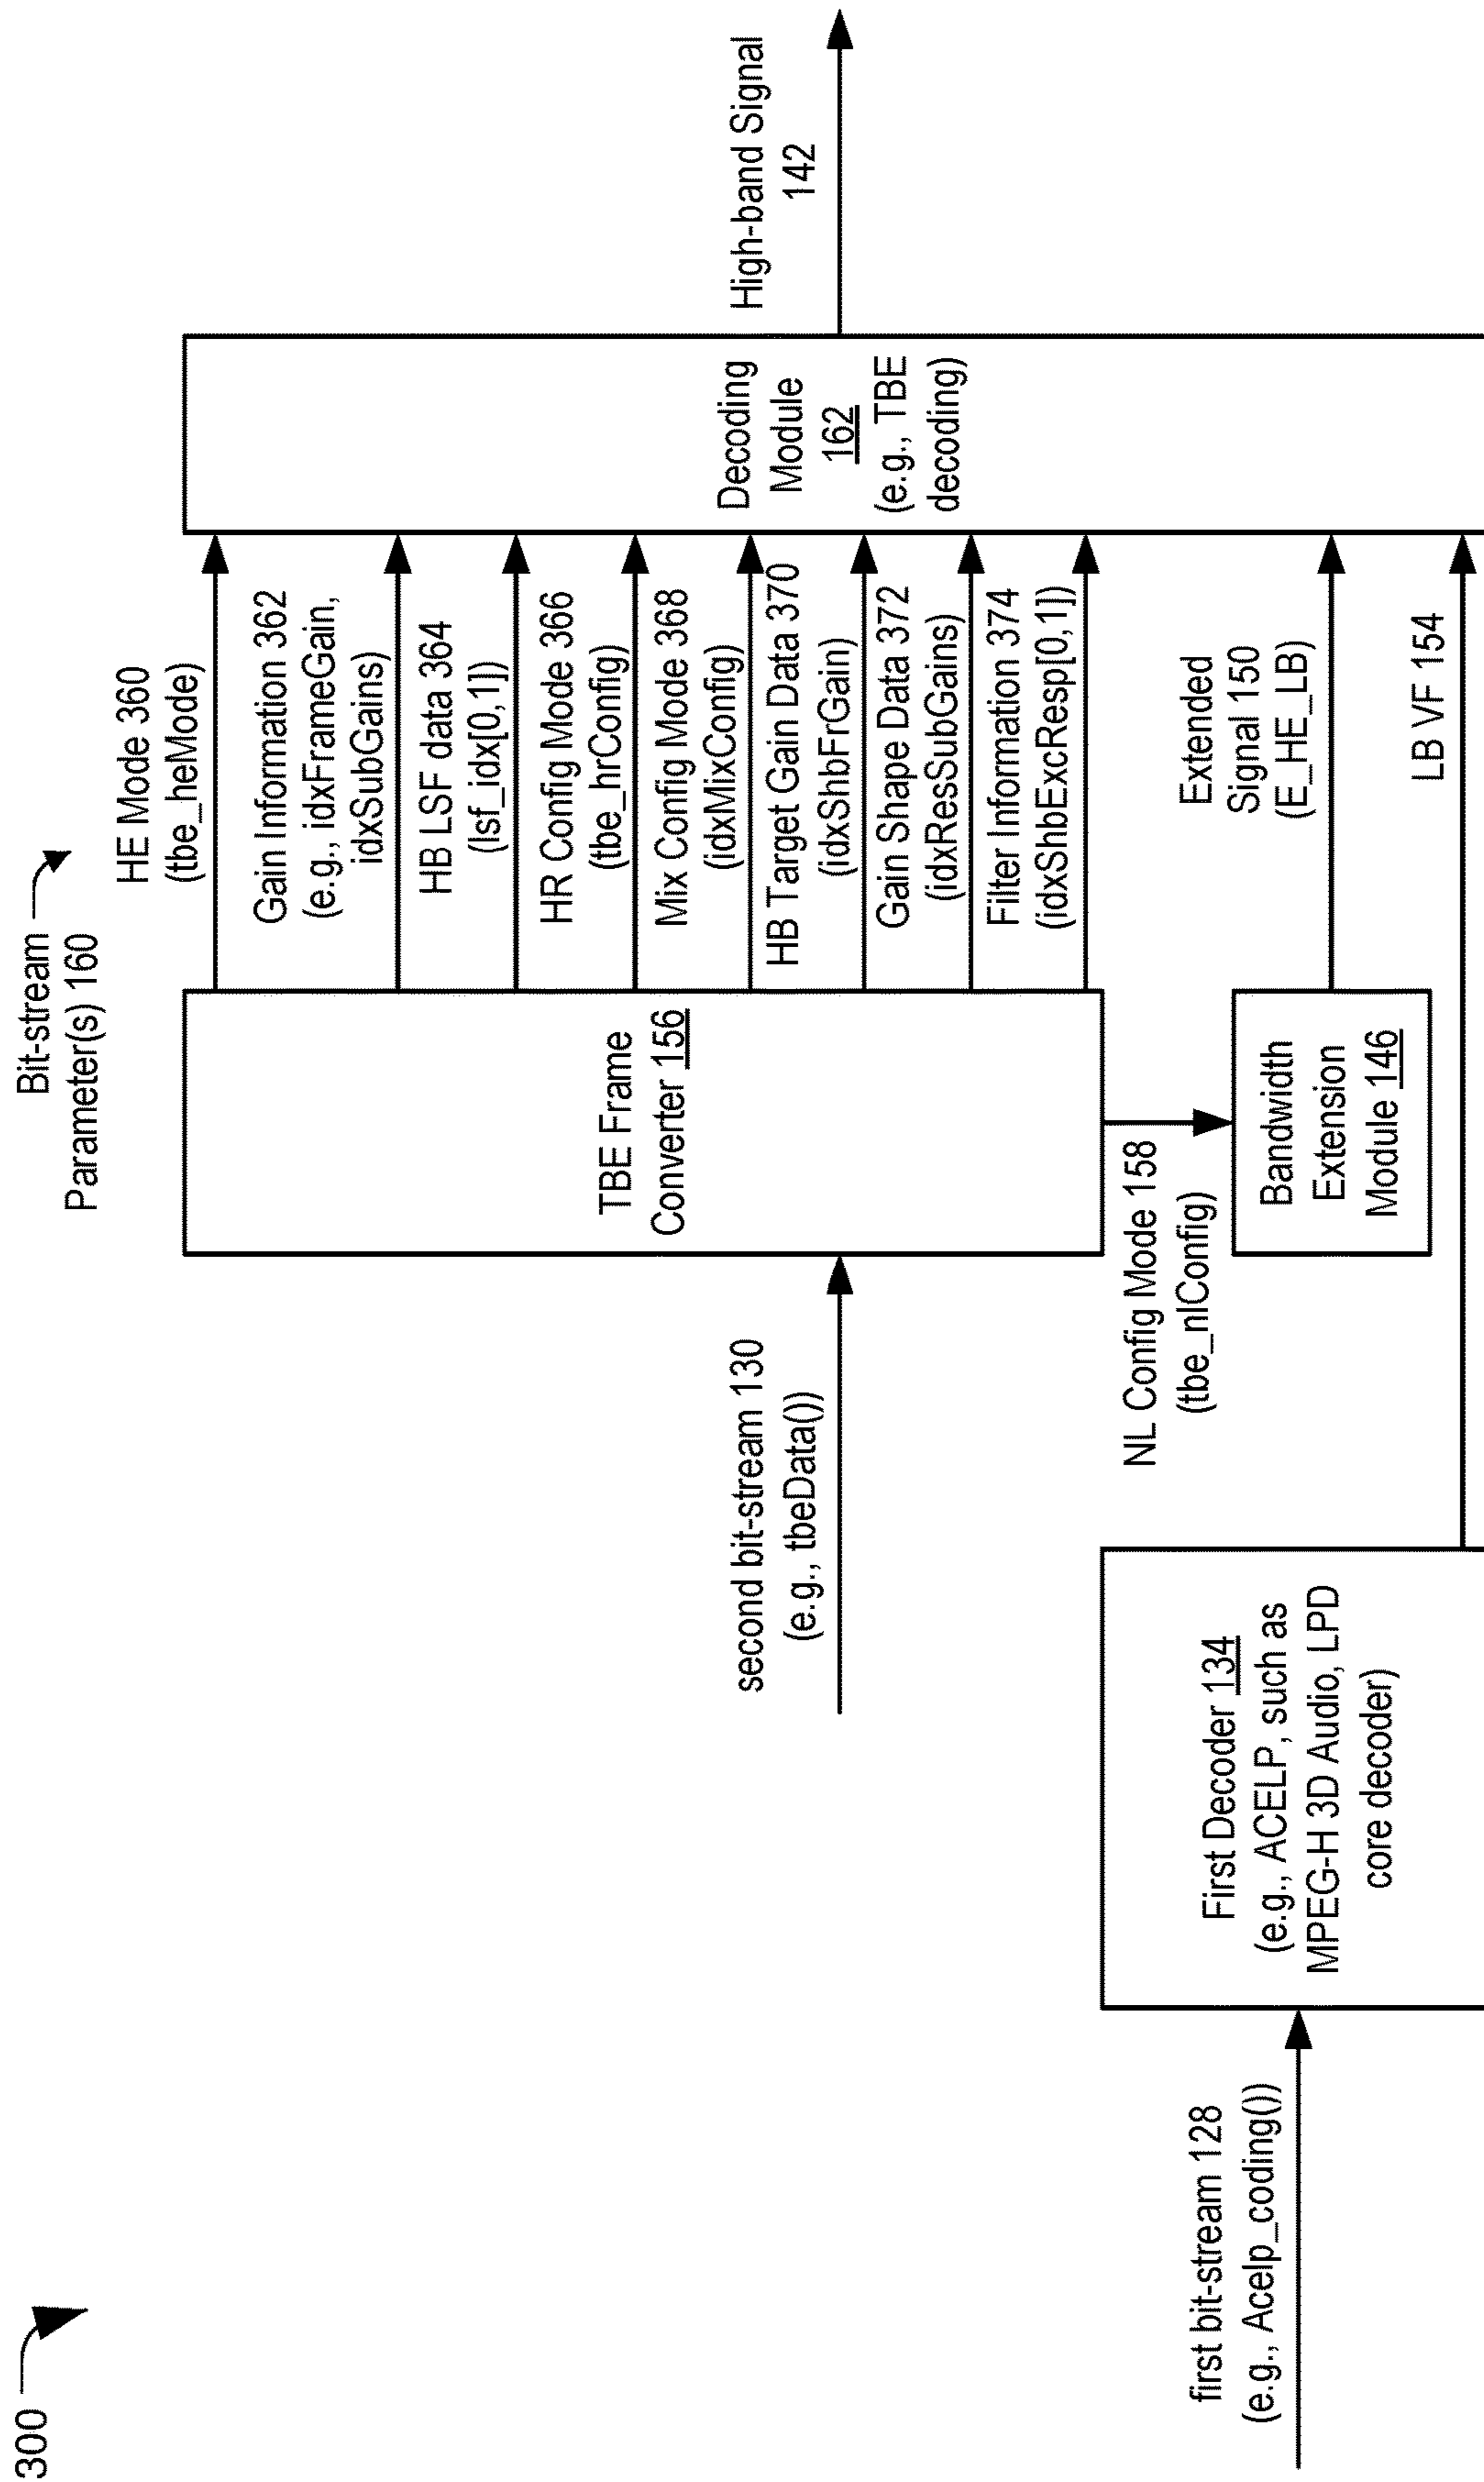 300
Bit-stream
Parameter(s) 160
HE Mode 360
(tbe_heMode)
Gain Information 362
(e.g., idxFrameGain,
idxSubGains)
HB LSF data 364
(lsf_idx[0,1])
HR Config Mode 366
(tbe_hrConfig)
Mix Config Mode 368
(idxMixConfig)
HB Target Gain Data 370
(idxShbFrGain)
Gain Shape Data 372
(idxResSubGains)
Filter Information 374
(idxShbExcResp[0,1])
second bit-stream 130
(e.g., tbeData())
TBE Frame
Converter 156
Decoding
Module
162
(e.g., TBE
decoding)
High-band Signal
142
NL Config Mode 158
(tbe_nlConfig)
Bandwidth
Extension
Module 146
Extended
Signal 150
(E_HE_LB)
first bit-stream 128
(e.g., Acelp_coding())
First Decoder 134
(e.g., ACELP, such as
MPEG-H 3D Audio, LPD
core decoder)
LB VF 154